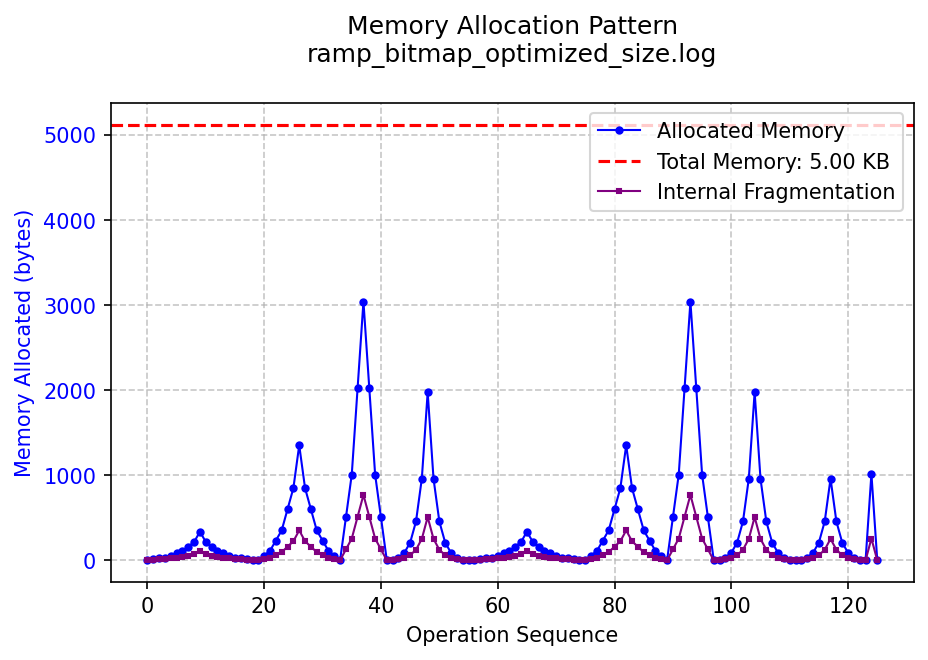 Memory Allocation Pattern
ramp_bitmap_optimized_size.log
Allocated Memory
Total Memory: 5.00 KB
Internal Fragmentation
Memory Allocated (bytes)
5000
4000
3000
2000
1000
0
0 20 40 60 80 100 120
Operation Sequence